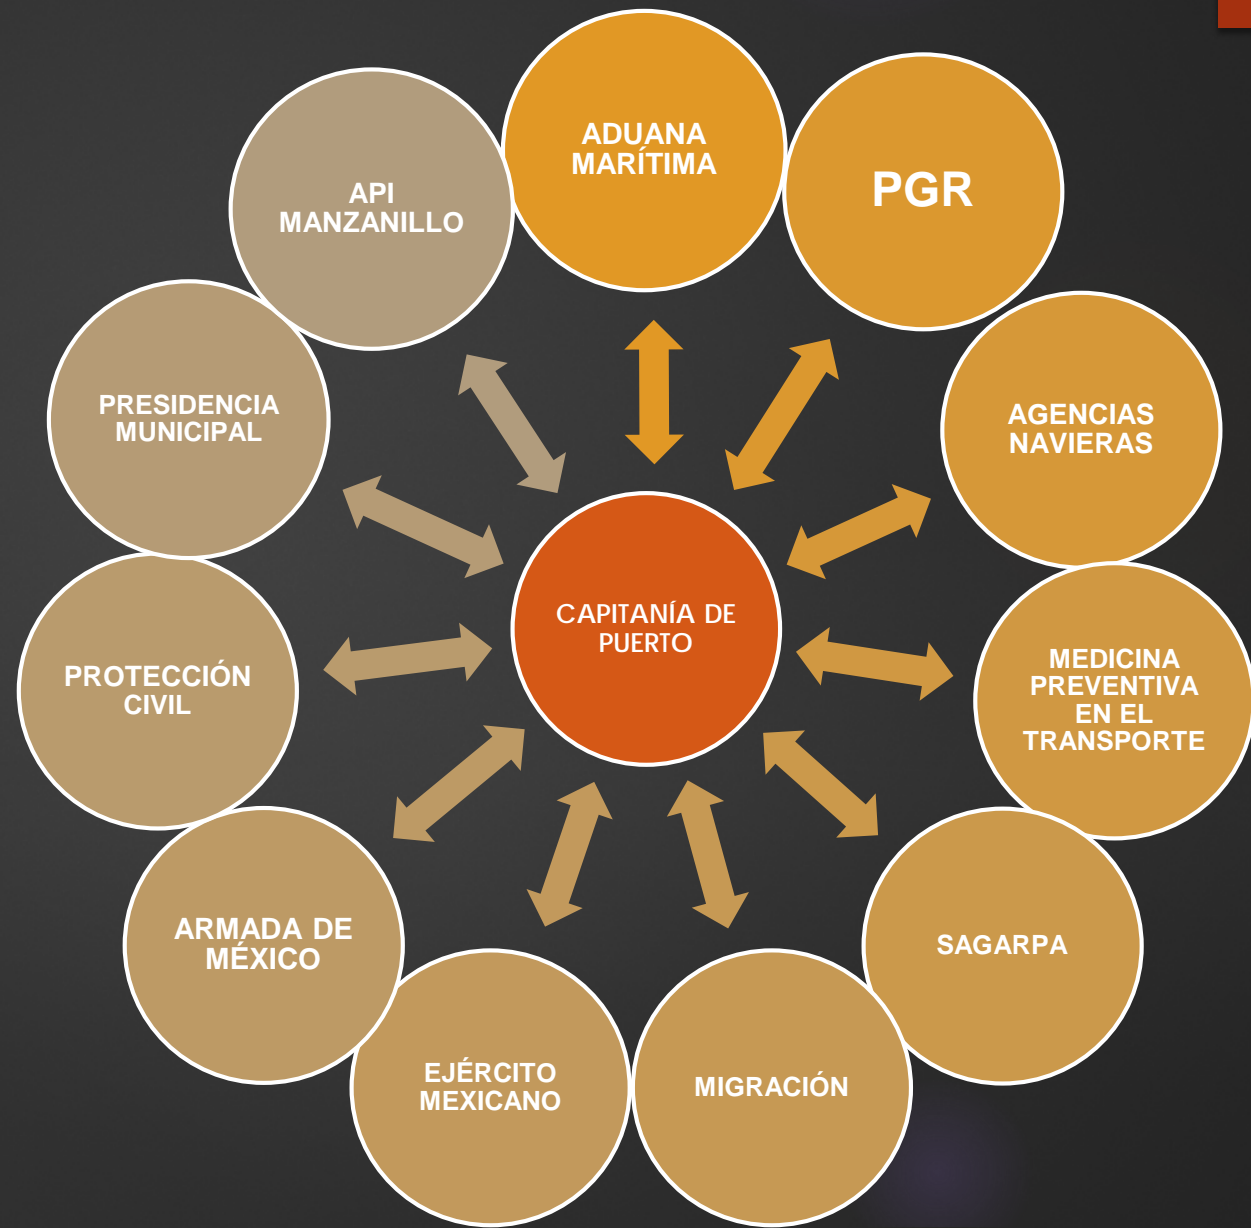 ADUANA
MARÍTIMA
PGR
AGENCIAS
NAVIERAS
MEDICINA
PREVENTIVA
EN EL
TRANSPORTE
SAGARPA
MIGRACIÓN
EJÉRCITO
MEXICANO
ARMADA DE
MÉXICO
PROTECCIÓN
CIVIL
PRESIDENCIA
MUNICIPAL
API
MANZANILLO
CAPITANÍA DE
PUERTO